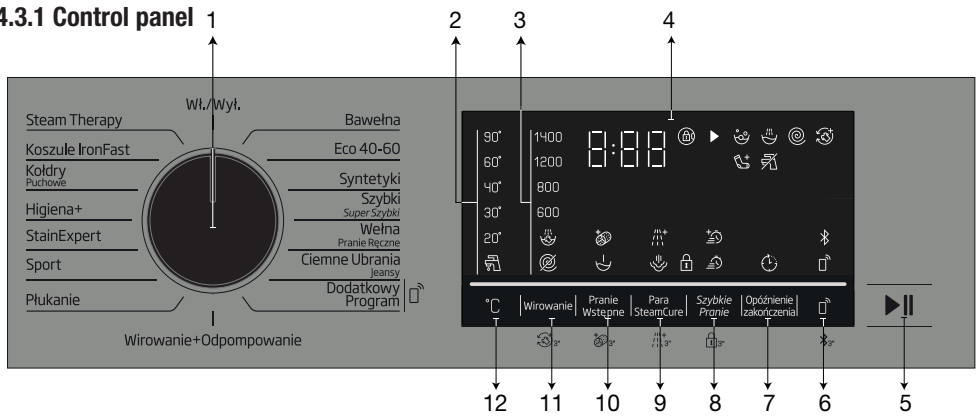 4.3.1 Control panel
1
2
3
4
Wł./Wył.
Steam Therapy
Koszule IronFast
Kołdry
Puchowe
Higiena+
StainExpert
Sport
Płukanie
Bawełna
Eco 40-60
Syntetyki
Szybki
Super Szybki
Wełna
Pranie Ręczne
Ciemne Ubrania
Jeansy
Dodatkowy
Program
Wirowanie+Odpompowanie
90° 1400 8:88
60° 1200
40° 800
30° 600
20°
°C
Wirowanie
Pranie
Wstępne
Para
SteamCure
Szybkie
Pranie
Opóźnienie
zakończenia
3" 3" 3" 3" 3"
12 11 10 9 8 7 6 5